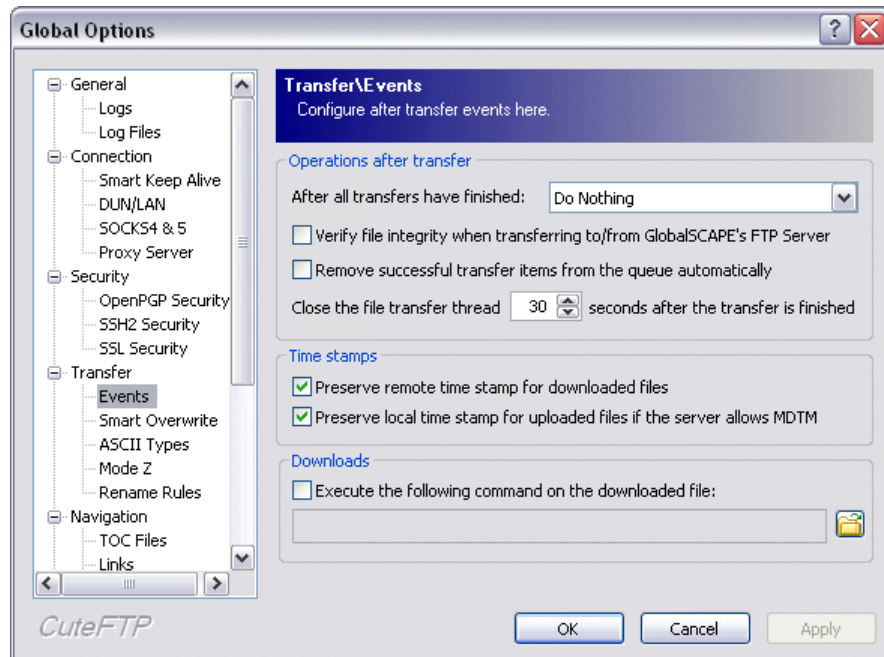 Global Options
General
Logs
Log Files
Connection
Smart Keep Alive
DUN/LAN
SOCKS4 & 5
Proxy Server
Security
OpenPGP Security
SSH2 Security
SSL Security
Transfer
Events
Smart Overwrite
ASCII Types
Mode Z
Rename Rules
Navigation
TOC Files
Links
CuteFTP
Transfer\Events
Configure after transfer events here.
Operations after transfer
After all transfers have finished: Do Nothing
Verify file integrity when transferring to/from GlobalSCAPE's FTP Server
Remove successful transfer items from the queue automatically
Close the file transfer thread 30 seconds after the transfer is finished
Time stamps
Preserve remote time stamp for downloaded files
Preserve local time stamp for uploaded files if the server allows MDTM
Downloads
Execute the following command on the downloaded file:
OK Cancel Apply